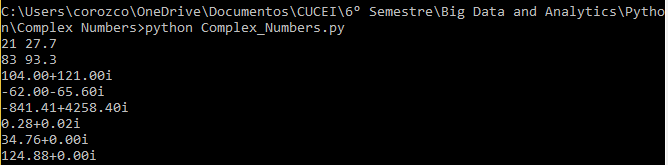 C:\Users\corozco\OneDrive\Documentos\CUCEI\6º Semestre\Big Data and Analytics\Pytho
n\Complex Numbers>python Complex_Numbers.py
21 27.7
83 93.3
104.00+121.00i
-62.00-65.60i
-841.41+4258.40i
0.28+0.02i
34.76+0.00i
124.88+0.00i